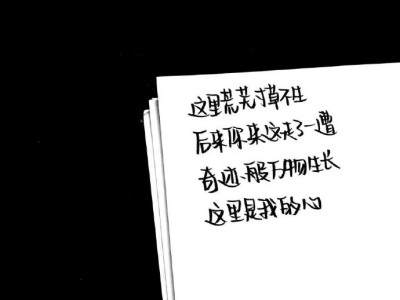 这里荒芜寸草不生
后来你来这走了一遭
奇迹般万物生长
这里是我的心